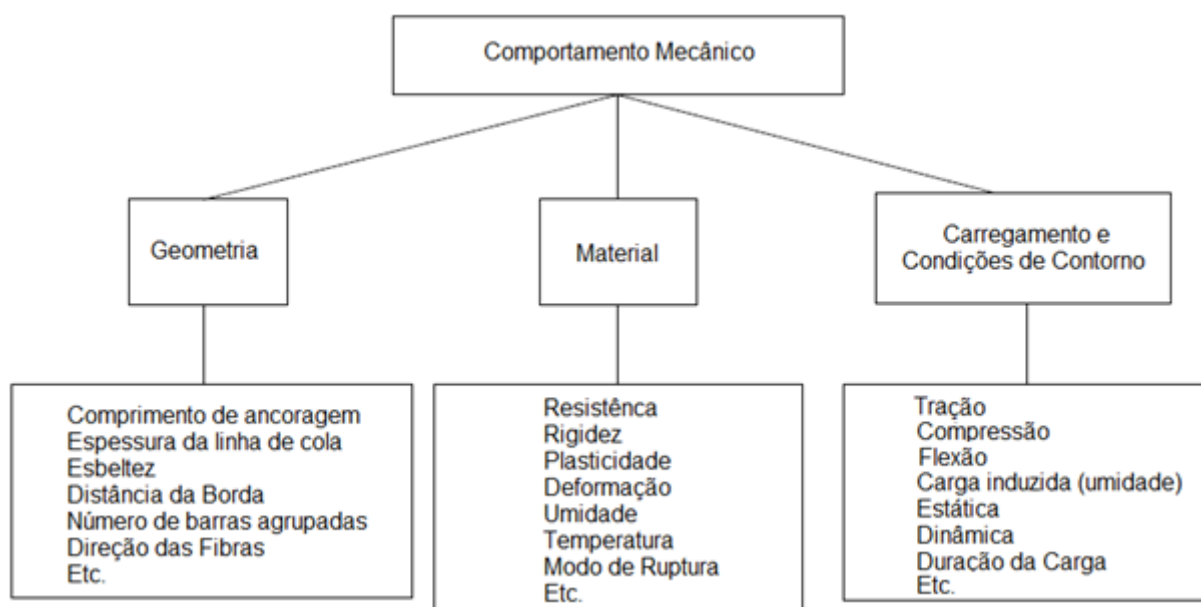 Comportamento Mecânico
Geometria
Material
Carregamento e
Condições de Contorno
Comprimento de ancoragem
Espessura da linha de cola
Esbeltez
Distância da Borda
Número de barras agrupadas
Direção das Fibras
Etc.
Resistênca
Rigidez
Plasticidade
Deformação
Umidade
Temperatura
Modo de Ruptura
Etc.
Tração
Compressão
Flexão
Carga induzida (umidade)
Estática
Dinâmica
Duração da Carga
Etc.